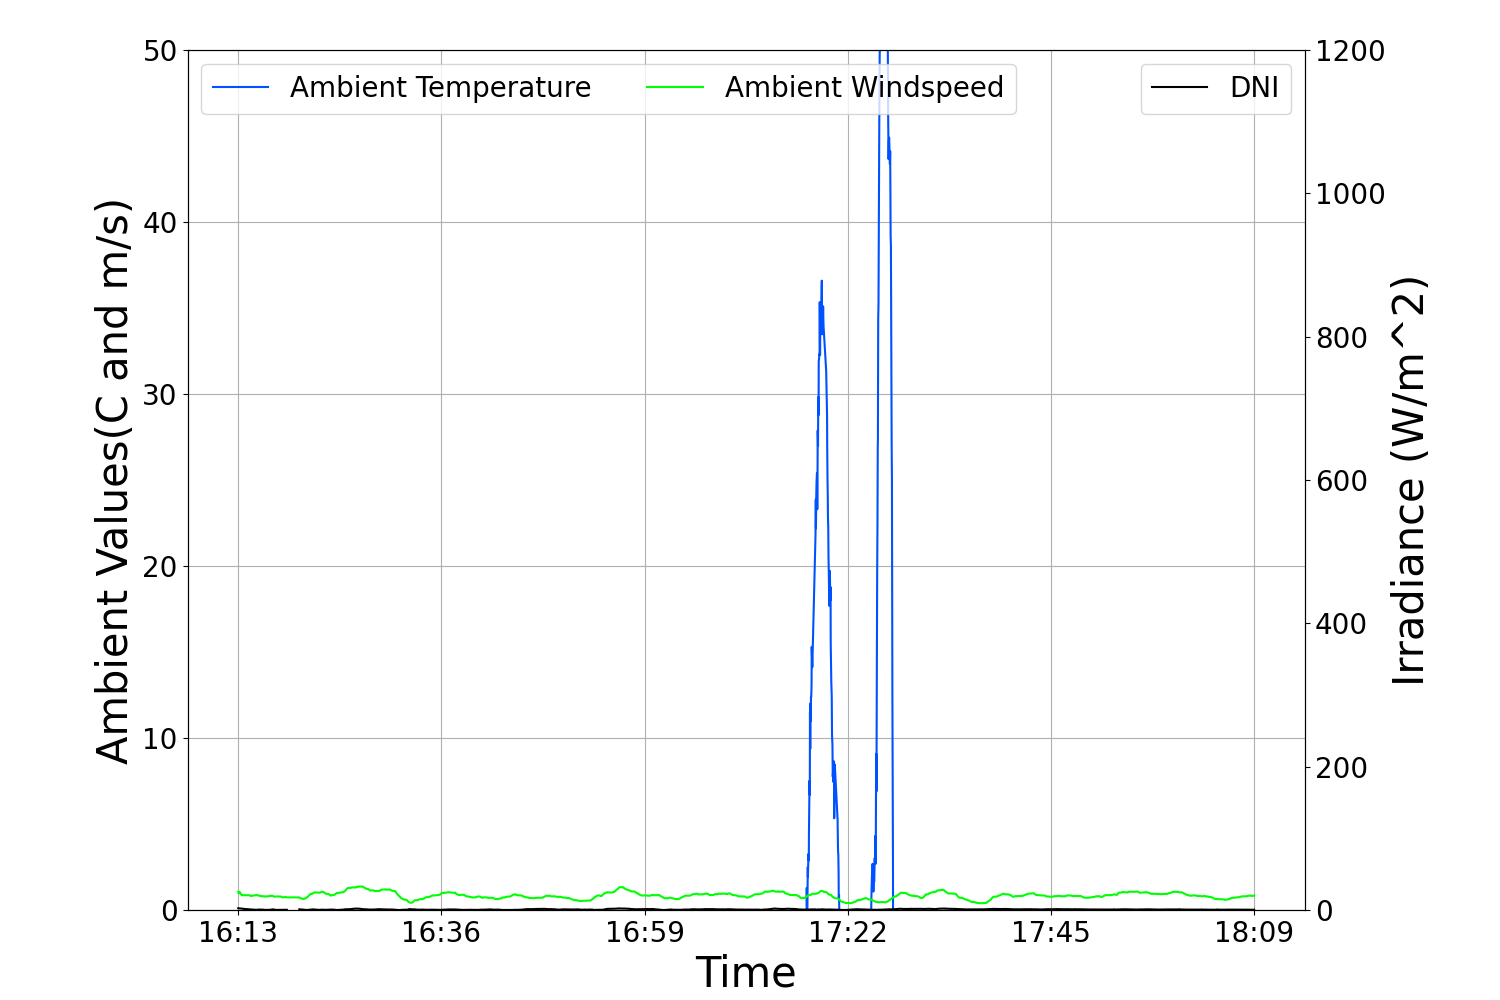 Ambient Temperature Ambient Windspeed DNI
50
40
30
20
10
0
Ambient Values(C and m/s)
1200
1000
800
600
400
200
0
Irradiance (W/m^2)
16:13 16:36 16:59 17:22 17:45 18:09
Time